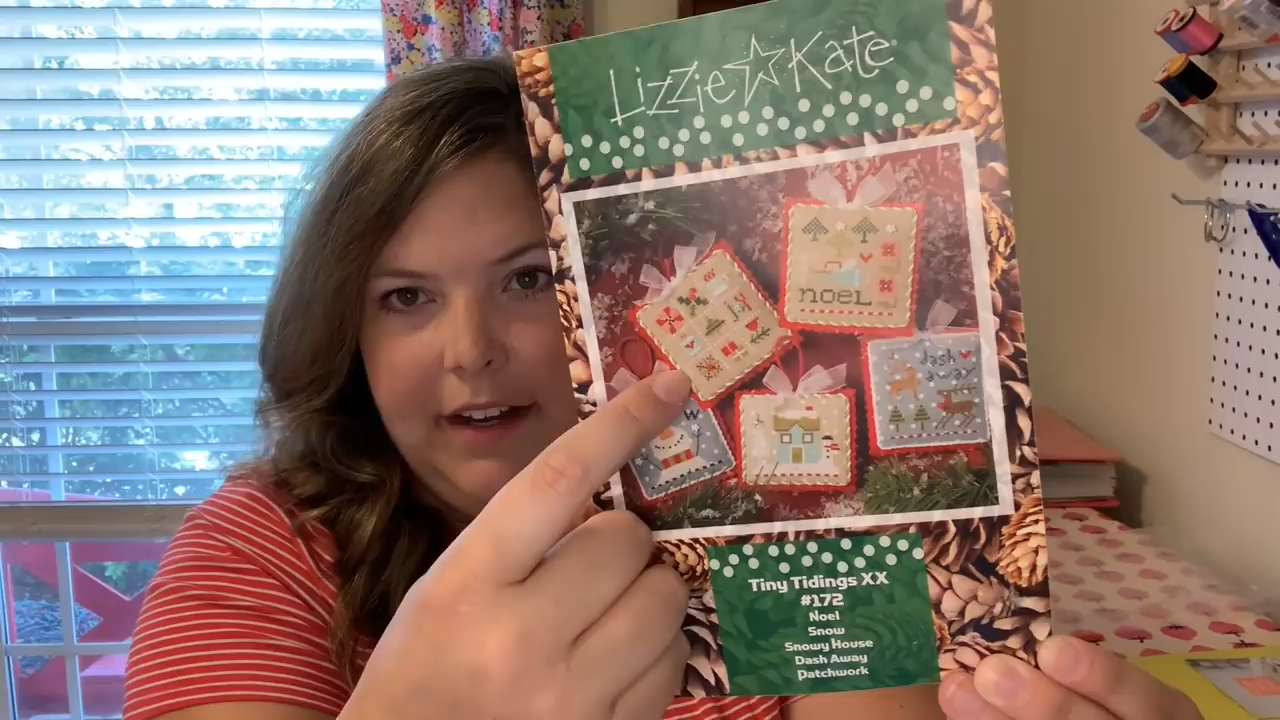 Lizzie Kate
noel
dash
away
W
Tiny Tidings XX
#172
Noel
Snow
Snowy House
Dash Away
Patchwork